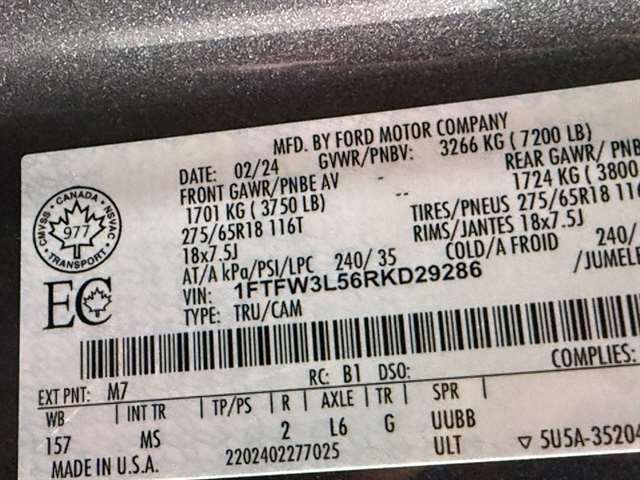 MFD. BY FORD MOTOR COMPANY
DATE: 02/24 GVWR/PNBV: 3266 KG (7200 LB)
FRONT GAWR/PNBE AV -- REAR GAWR/ PNB
1701 KG (3750 LB) 1724 KG (3800
275/65R18 116T TIRES/PNEUS 275/65R18 11
18x7.5J RIMS/JANTES 18x7.5J
AT/A kPa/PSI/LPC 240/ 35 COLD/A FROID 240/
VIN: 1FTFW3L56RKD29286 /JUMELE
TYPE: TRU/CAM
CANADA
CMVSS NSVAC
977
TRANSPORT
EC
COMPLIES:
EXT PNT: M7 RC: B1 DSO:
WB | INT TR | TP/PS | R | AXLE | TR | SPR |
157 MS 2 L6 G UUBB
MADE IN U.S.A. 2202402277025 ULT ▽ 5U5A-35204